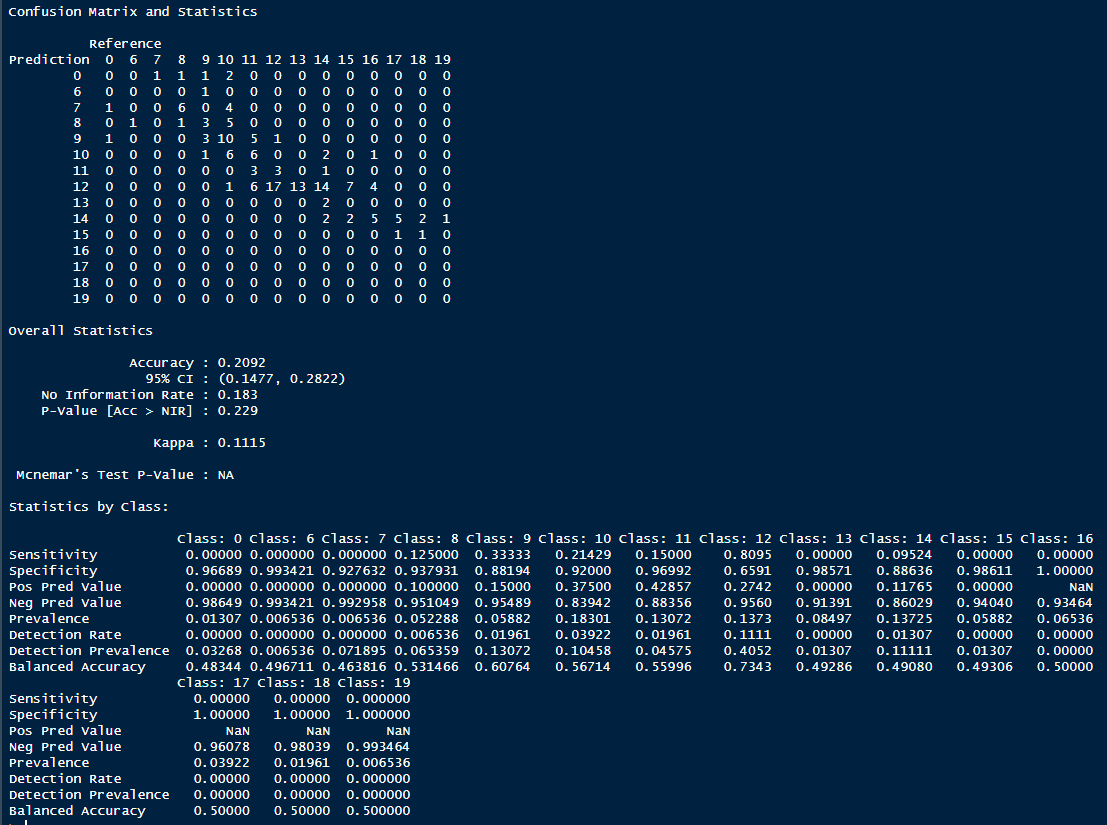 Confusion Matrix and Statistics
Reference
Prediction 0 6 7 8 9 10 11 12 13 14 15 16 17 18 19
0 0 0 1 1 1 2 0 0 0 0 0 0 0 0 0
6 0 0 0 0 1 0 0 0 0 0 0 0 0 0 0
7 1 0 0 6 0 4 0 0 0 0 0 0 0 0 0
8 0 1 0 1 3 5 0 0 0 0 0 0 0 0 0
9 1 0 0 0 3 10 5 1 0 0 0 0 0 0 0
10 0 0 0 0 1 6 6 0 0 2 0 1 0 0 0
11 0 0 0 0 0 0 3 3 0 1 0 0 0 0 0
12 0 0 0 0 0 1 6 17 13 14 7 4 0 0 0
13 0 0 0 0 0 0 0 0 0 2 0 0 0 0 0
14 0 0 0 0 0 0 0 0 0 2 2 5 5 2 1
15 0 0 0 0 0 0 0 0 0 0 0 0 1 1 0
16 0 0 0 0 0 0 0 0 0 0 0 0 0 0 0
17 0 0 0 0 0 0 0 0 0 0 0 0 0 0 0
18 0 0 0 0 0 0 0 0 0 0 0 0 0 0 0
19 0 0 0 0 0 0 0 0 0 0 0 0 0 0 0
Overall Statistics
Accuracy : 0.2092
95% CI : (0.1477, 0.2822)
No Information Rate : 0.183
P-Value [Acc > NIR] : 0.229
Kappa : 0.1115
Mcnemar's Test P-Value : NA
Statistics by Class:
Class: 0 Class: 6 Class: 7 Class: 8 Class: 9 Class: 10 Class: 11 Class: 12 Class: 13 Class: 14 Class: 15 Class: 16
Sensitivity 0.00000 0.000000 0.000000 0.125000 0.33333 0.21429 0.15000 0.8095 0.00000 0.09524 0.00000 0.00000
Specificity 0.96689 0.993421 0.927632 0.937931 0.88194 0.92000 0.96992 0.6591 0.98571 0.88636 0.98611 1.00000
Pos Pred Value 0.00000 0.000000 0.000000 0.100000 0.15000 0.37500 0.42857 0.2742 0.00000 0.11765 0.00000 NaN
Neg Pred Value 0.98649 0.993421 0.992958 0.951049 0.95489 0.83942 0.88356 0.9560 0.91391 0.86029 0.94040 0.93464
Prevalence 0.01307 0.006536 0.006536 0.052288 0.05882 0.18301 0.13072 0.1373 0.08497 0.13725 0.05882 0.06536
Detection Rate 0.00000 0.000000 0.000000 0.006536 0.01961 0.03922 0.01961 0.1111 0.00000 0.01307 0.00000 0.00000
Detection Prevalence 0.03268 0.006536 0.071895 0.065359 0.13072 0.10458 0.04575 0.4052 0.01307 0.11111 0.01307 0.00000
Balanced Accuracy 0.48344 0.496711 0.463816 0.531466 0.60764 0.56714 0.55996 0.7343 0.49286 0.49080 0.49306 0.50000
Class: 17 Class: 18 Class: 19
Sensitivity 0.00000 0.00000 0.000000
Specificity 1.00000 1.00000 1.000000
Pos Pred Value NaN NaN NaN
Neg Pred Value 0.96078 0.98039 0.993464
Prevalence 0.03922 0.01961 0.006536
Detection Rate 0.00000 0.00000 0.000000
Detection Prevalence 0.00000 0.00000 0.000000
Balanced Accuracy 0.50000 0.50000 0.500000